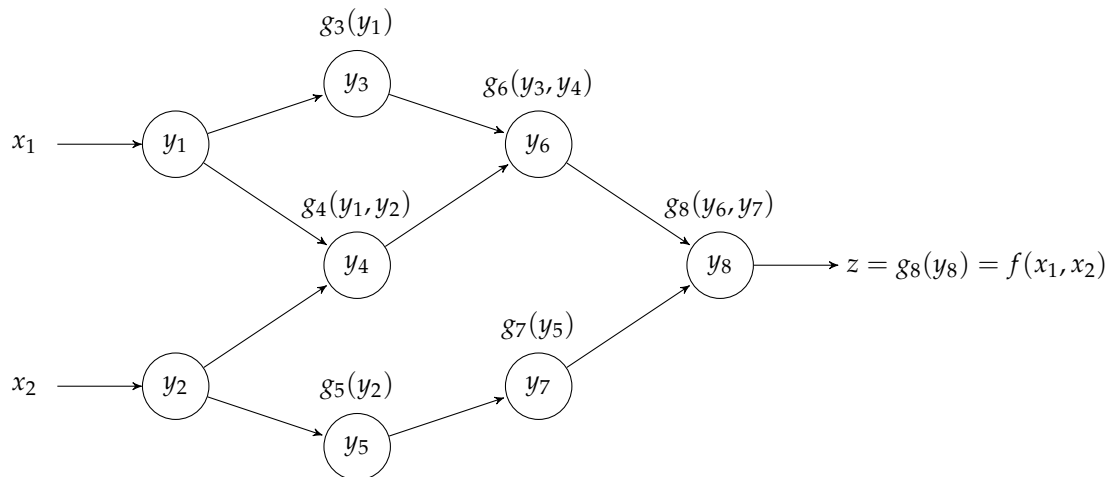 g₃(y₁)
y₃
g₆(y₃, y₄)
x₁
y₁
y₆
g₄(y₁, y₂)
g₈(y₆, y₇)
y₄
y₈
z = g₈(y₈) = f(x₁, x₂)
g₇(y₅)
x₂
y₂
g₅(y₂)
y₇
y₅